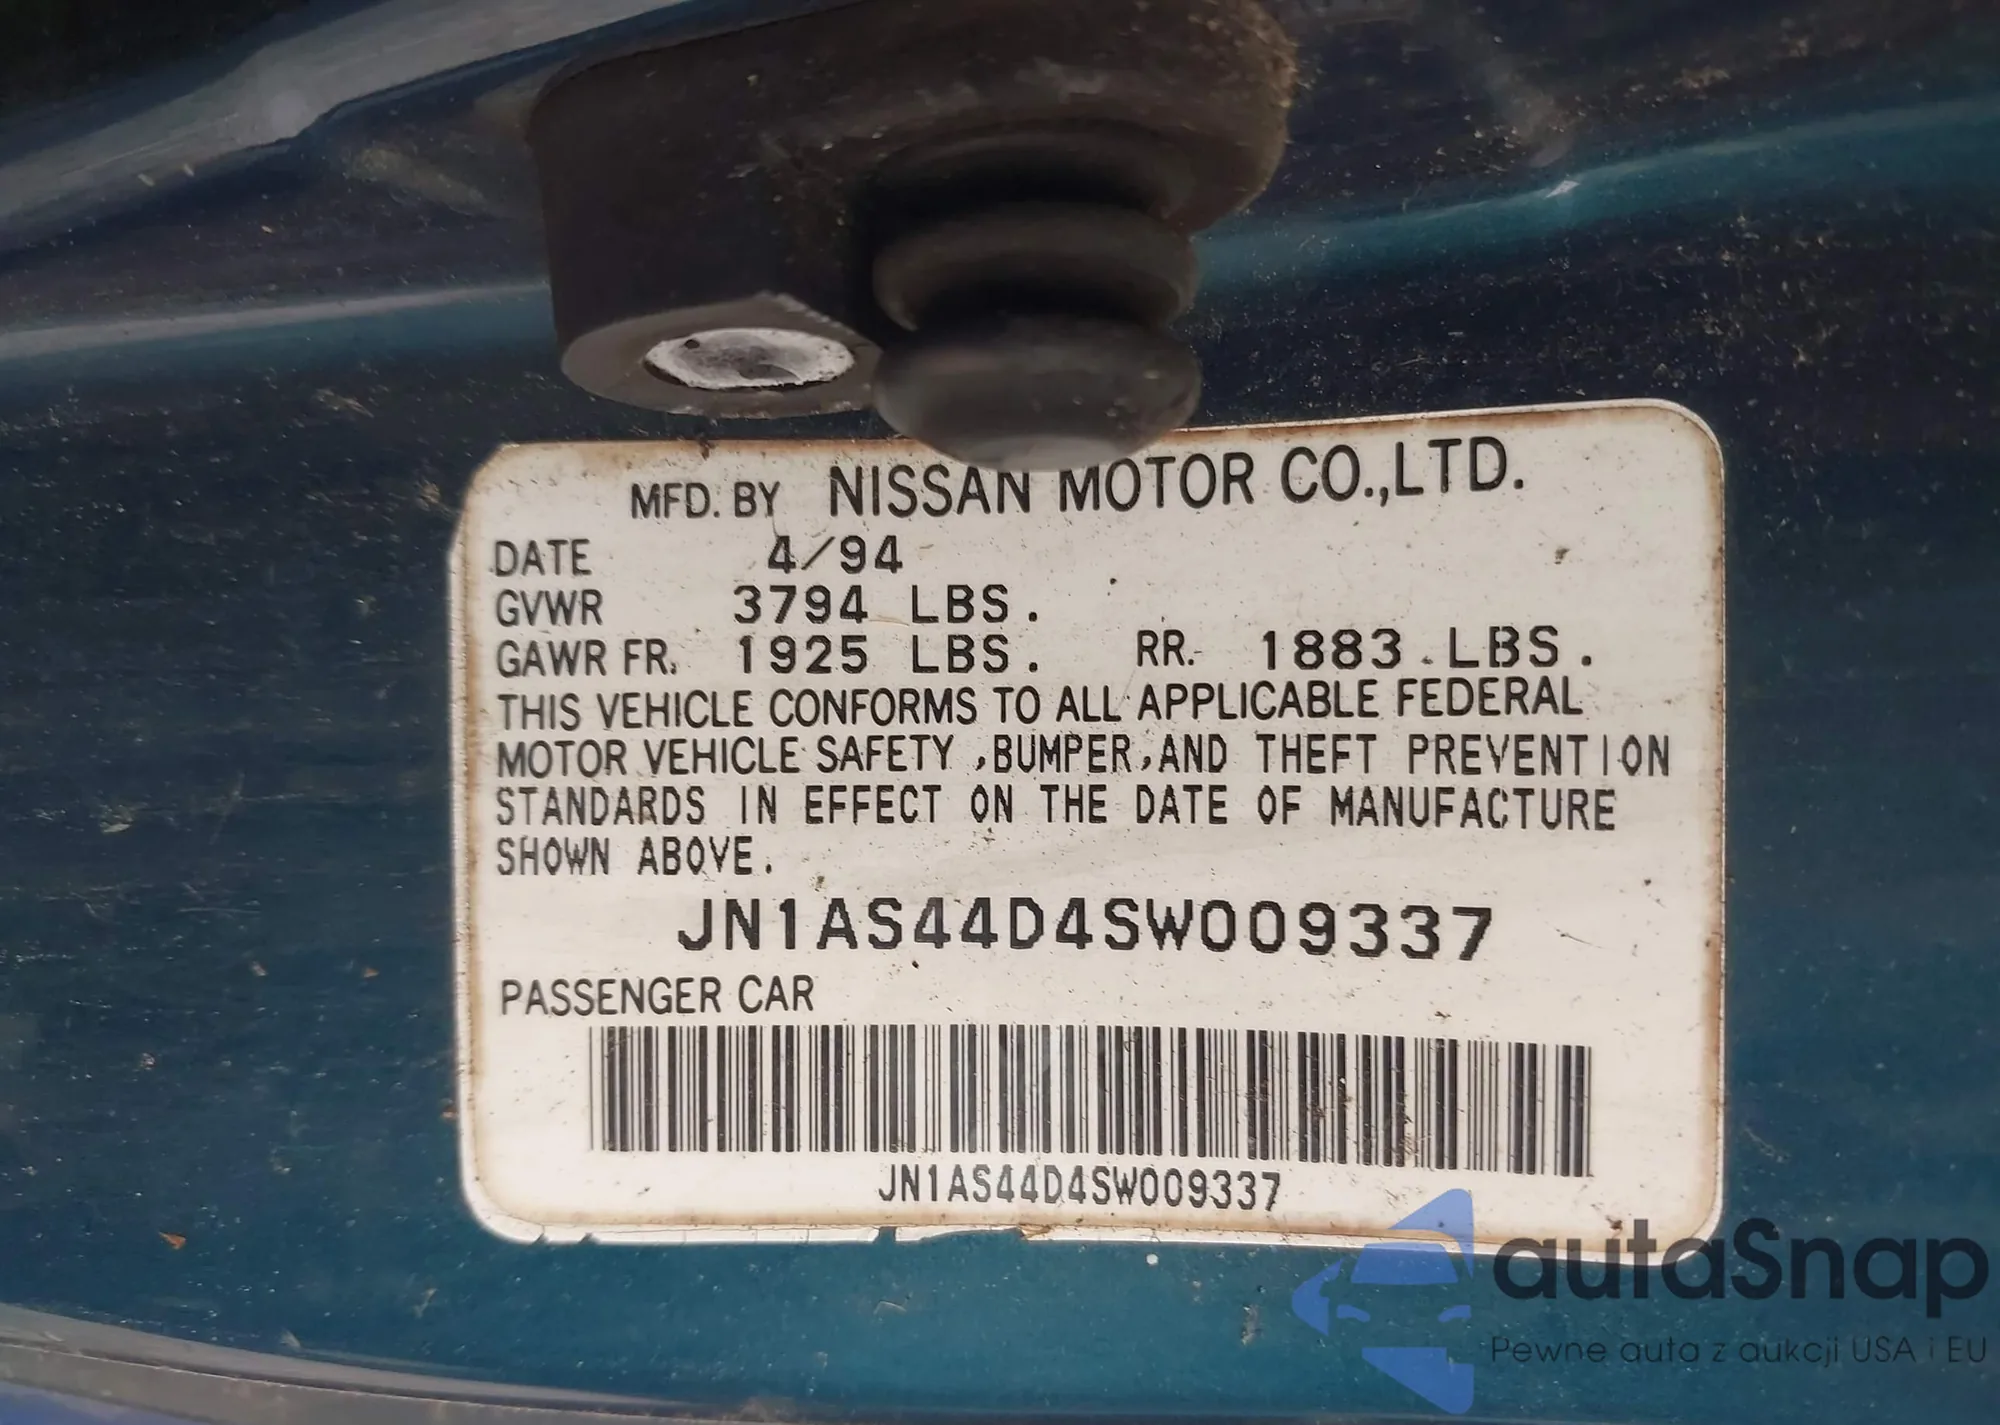 MFD. BY NISSAN MOTOR CO.,LTD.
DATE 4/94
GVWR 3794 LBS.
GAWR FR. 1925 LBS. RR. 1883 LBS.
THIS VEHICLE CONFORMS TO ALL APPLICABLE FEDERAL
MOTOR VEHICLE SAFETY ,BUMPER,AND THEFT PREVENTION
STANDARDS IN EFFECT ON THE DATE OF MANUFACTURE
SHOWN ABOVE.
JN1AS44D4SW009337
PASSENGER CAR
JN1AS44D4SW009337
autaSnap
Pewne auta z aukcji USA i EU